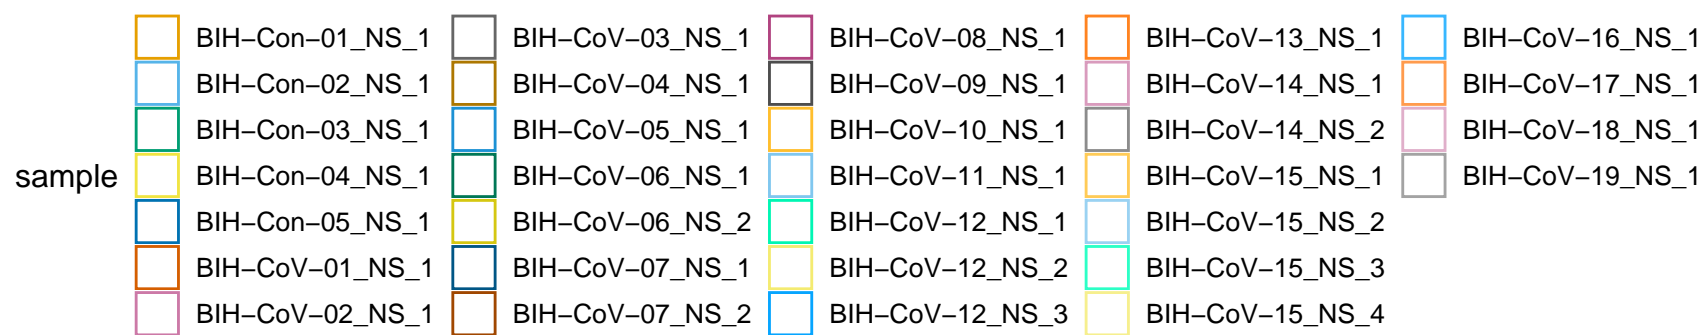 BIH−Con−01_NS_1 BIH−CoV−03_NS_1 BIH−CoV−08_NS_1 BIH−CoV−13_NS_1 BIH−CoV−16_NS_1
BIH−Con−02_NS_1 BIH−CoV−04_NS_1 BIH−CoV−09_NS_1 BIH−CoV−14_NS_1 BIH−CoV−17_NS_1
BIH−Con−03_NS_1 BIH−CoV−05_NS_1 BIH−CoV−10_NS_1 BIH−CoV−14_NS_2 BIH−CoV−18_NS_1
sample BIH−Con−04_NS_1 BIH−CoV−06_NS_1 BIH−CoV−11_NS_1 BIH−CoV−15_NS_1 BIH−CoV−19_NS_1
BIH−Con−05_NS_1 BIH−CoV−06_NS_2 BIH−CoV−12_NS_1 BIH−CoV−15_NS_2
BIH−CoV−01_NS_1 BIH−CoV−07_NS_1 BIH−CoV−12_NS_2 BIH−CoV−15_NS_3
BIH−CoV−02_NS_1 BIH−CoV−07_NS_2 BIH−CoV−12_NS_3 BIH−CoV−15_NS_4